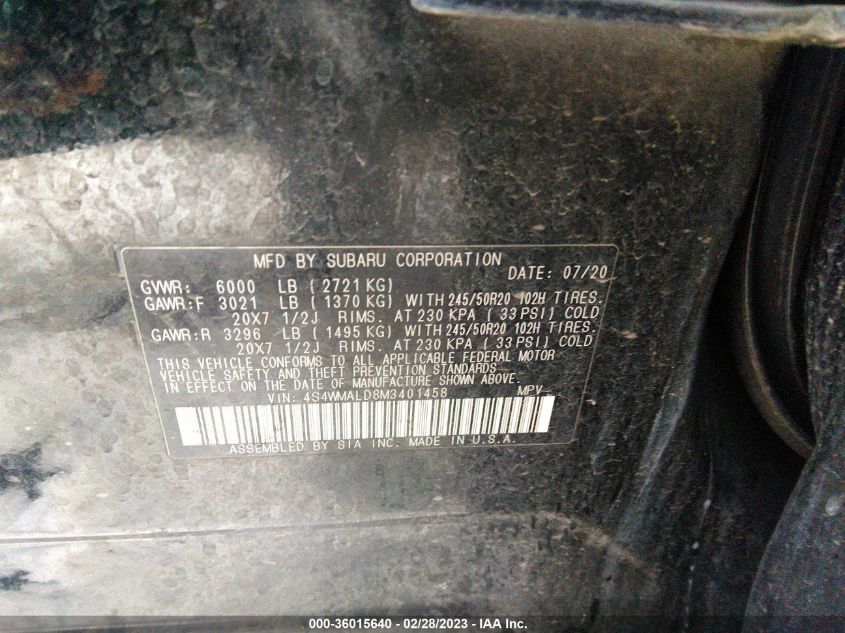 MFD BY SUBARU CORPORATION
DATE: 07/20
GVWR: 6000 LB ( 2721 KG)
GAWR:F 3021 LB ( 1370 KG) WITH 245/50R20 102H TIRES.
20X7 1/2J RIMS. AT 230 KPA ( 33 PSI) COLD
GAWR:R 3296 LB ( 1495 KG) WITH 245/50R20 102H TIRES.
20X7 1/2J RIMS. AT 230 KPA ( 33 PSI) COLD
THIS VEHICLE CONFORMS TO ALL APPLICABLE FEDERAL MOTOR
VEHICLE SAFETY AND THEFT PREVENTION STANDARDS
IN EFFECT ON THE DATE OF MANUFACTURE SHOWN ABOVE.
VIN: 4S4WMALD8M3401458 MPV
ASSEMBLED BY SIA INC. MADE IN U.S.A.
000-36015640 - 02/28/2023 - IAA Inc.